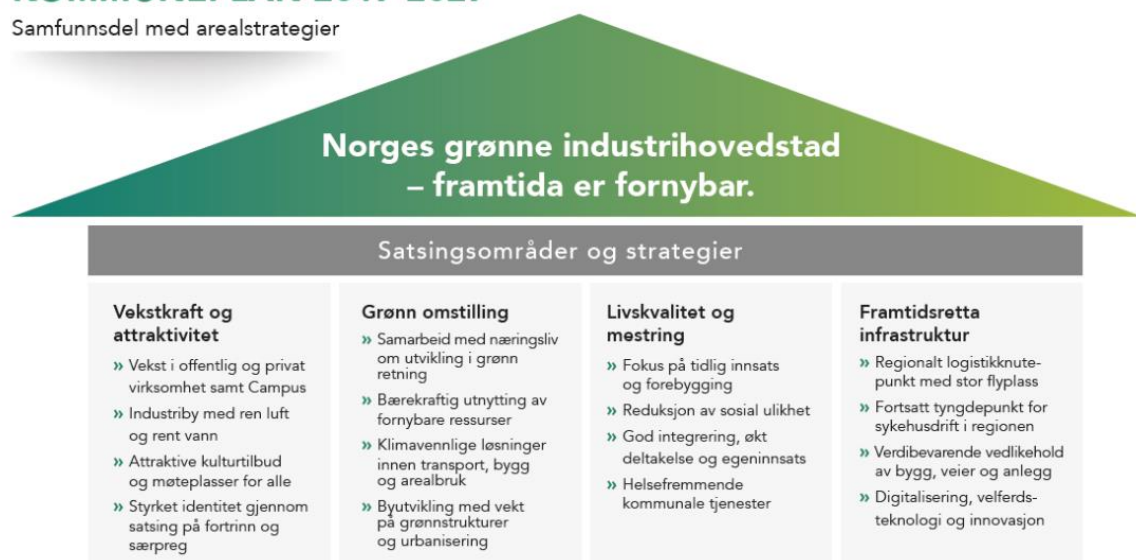 Samfunnsdel med arealstrategier
Norges grønne industrihovedstad
– framtida er fornybar.
Satsingsområder og strategier
Vekstkraft og
attraktivitet
» Vekst i offentlig og privat
virksomhet samt Campus
» Industriby med ren luft
og rent vann
» Attraktive kulturtilbud
og møteplasser for alle
» Styrket identitet gjennom
satsing på fortrinn og
særpreg
Grønn omstilling
» Samarbeid med næringsliv
om utvikling i grønn
retning
» Bærekraftig utnytting av
fornybare ressurser
» Klimavennlige løsninger
innen transport, bygg
og arealbruk
» Byutvikling med vekt
på grønnstrukturer
og urbanisering
Livskvalitet og
mestring
» Fokus på tidlig innsats
og forebygging
» Reduksjon av sosial ulikhet
» God integrering, økt
deltakelse og egeninnsats
» Helsefremmende
kommunale tjenester
Framtidsretta
infrastruktur
» Regionalt logistikknute-
punkt med stor flyplass
» Fortsatt tyngdepunkt for
sykehusdrift i regionen
» Verdibevarende vedlikehold
av bygg, veier og anlegg
» Digitalisering, velferds-
teknologi og innovasjon